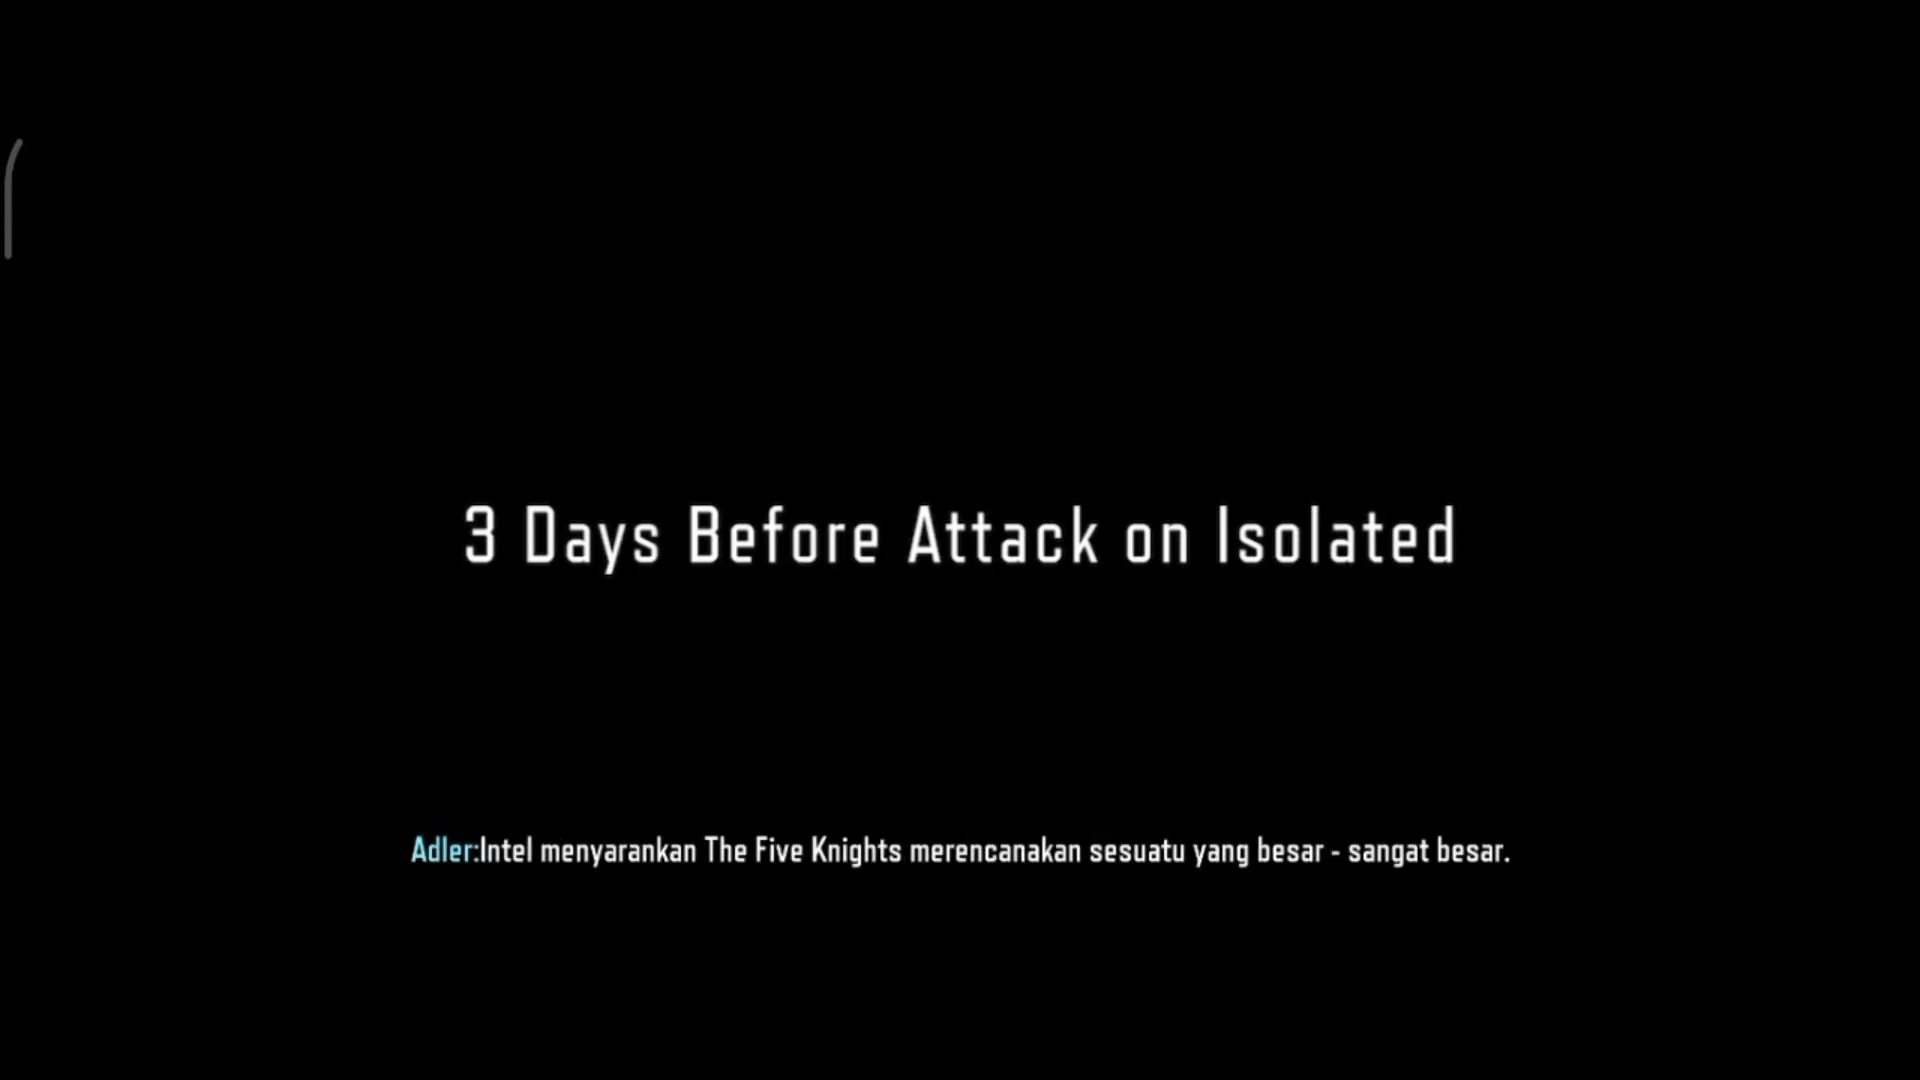 3 Days Before Attack on Isolated
Adler:Intel menyarankan The Five Knights merencanakan sesuatu yang besar - sangat besar.